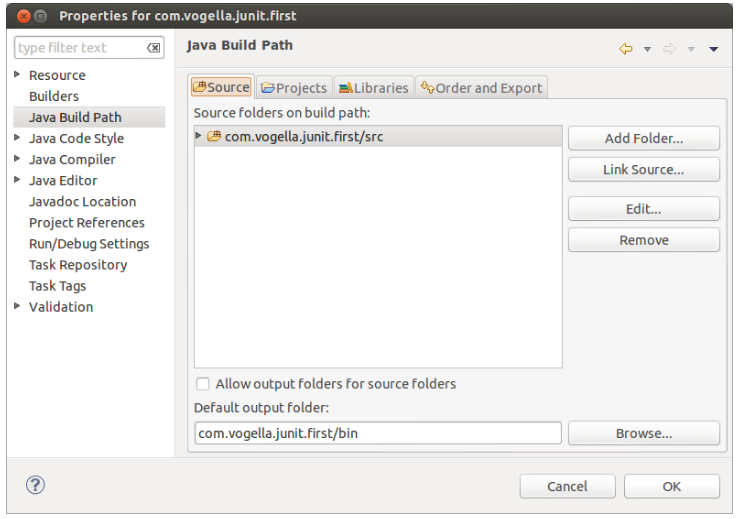 Properties for com.vogella.junit.first
type filter text
Resource
Builders
Java Build Path
Java Code Style
Java Compiler
Java Editor
Javadoc Location
Project References
Run/Debug Settings
Task Repository
Task Tags
Validation
Java Build Path
Source Projects Libraries Order and Export
Source folders on build path:
com.vogella.junit.first/src
Add Folder...
Link Source...
Edit...
Remove
Allow output folders for source folders
Default output folder:
com.vogella.junit.first/bin
Browse...
Cancel
OK